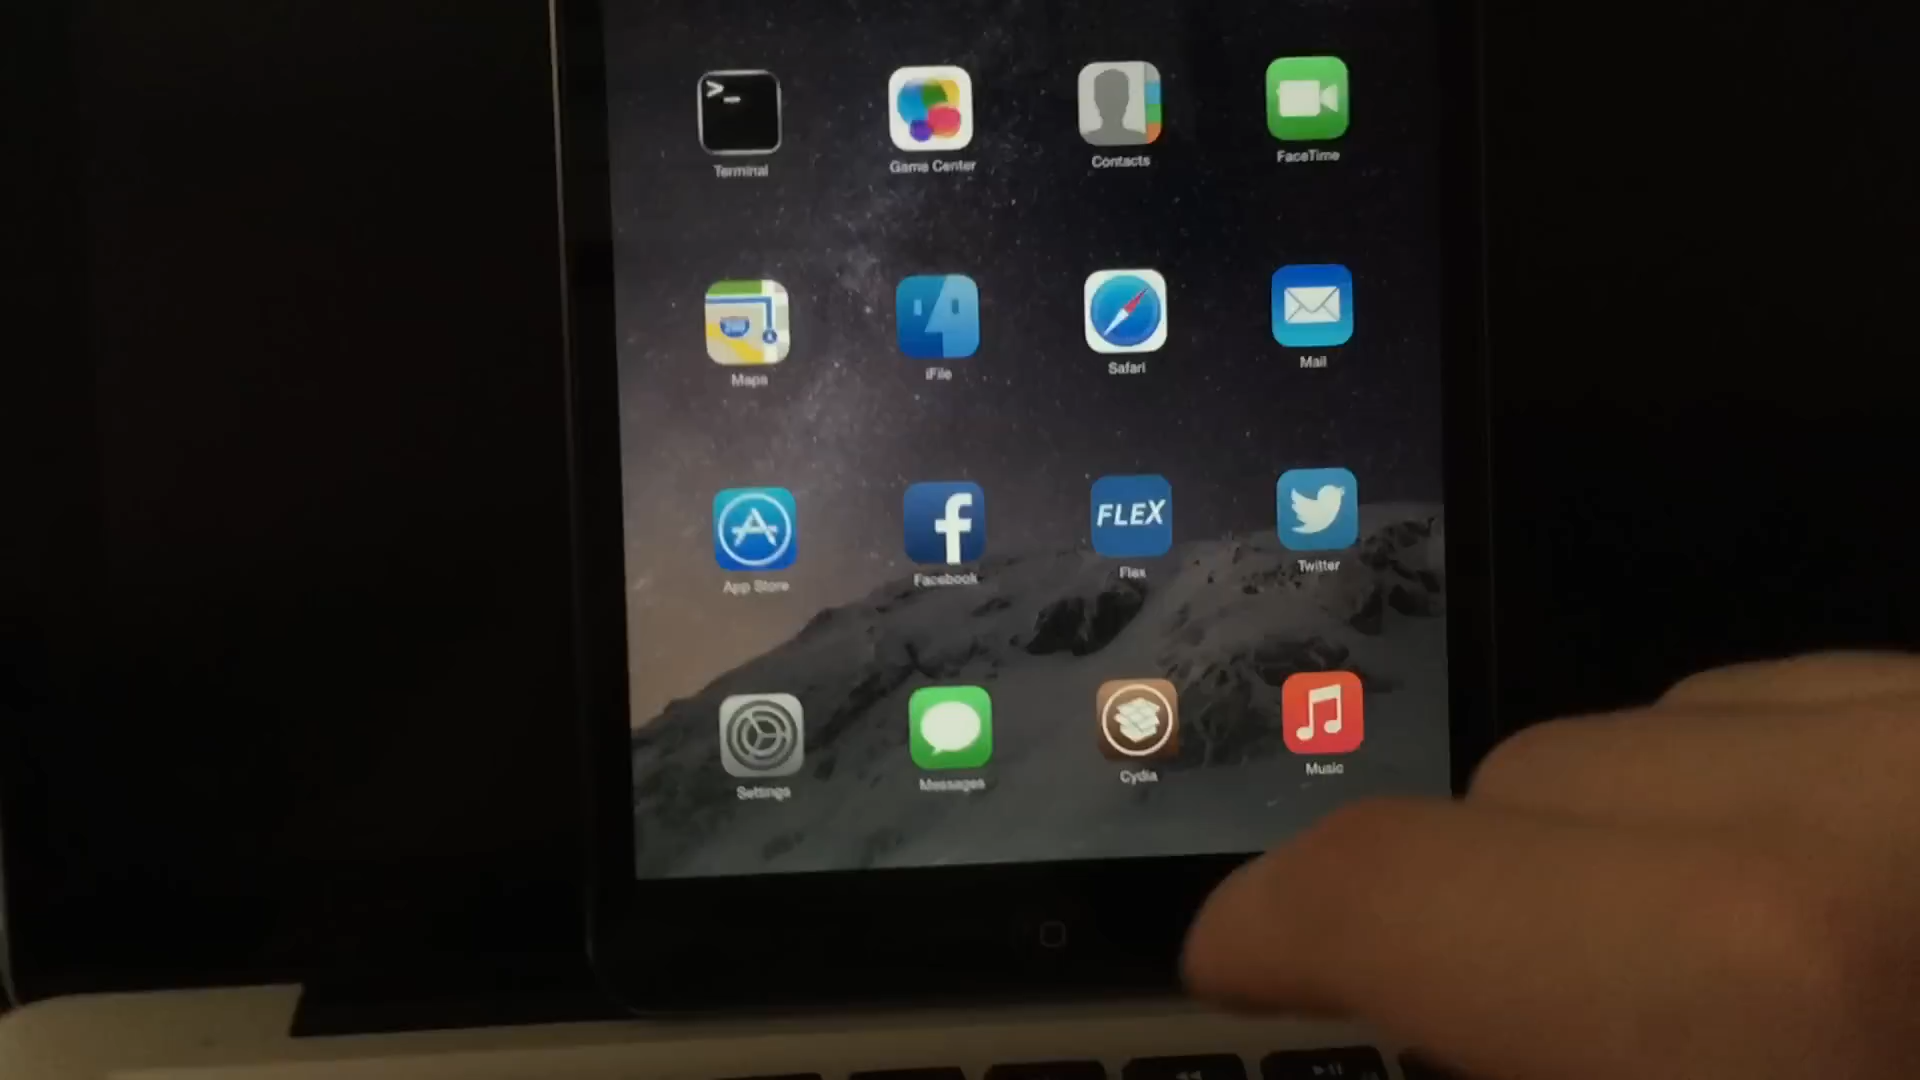 >_
Terminal
Game Center
Contacts
FaceTime
Maps
iFile
Safari
Mail
FLEX
App Store
Facebook
Flex
Twitter
Settings
Messages
Cydia
Music